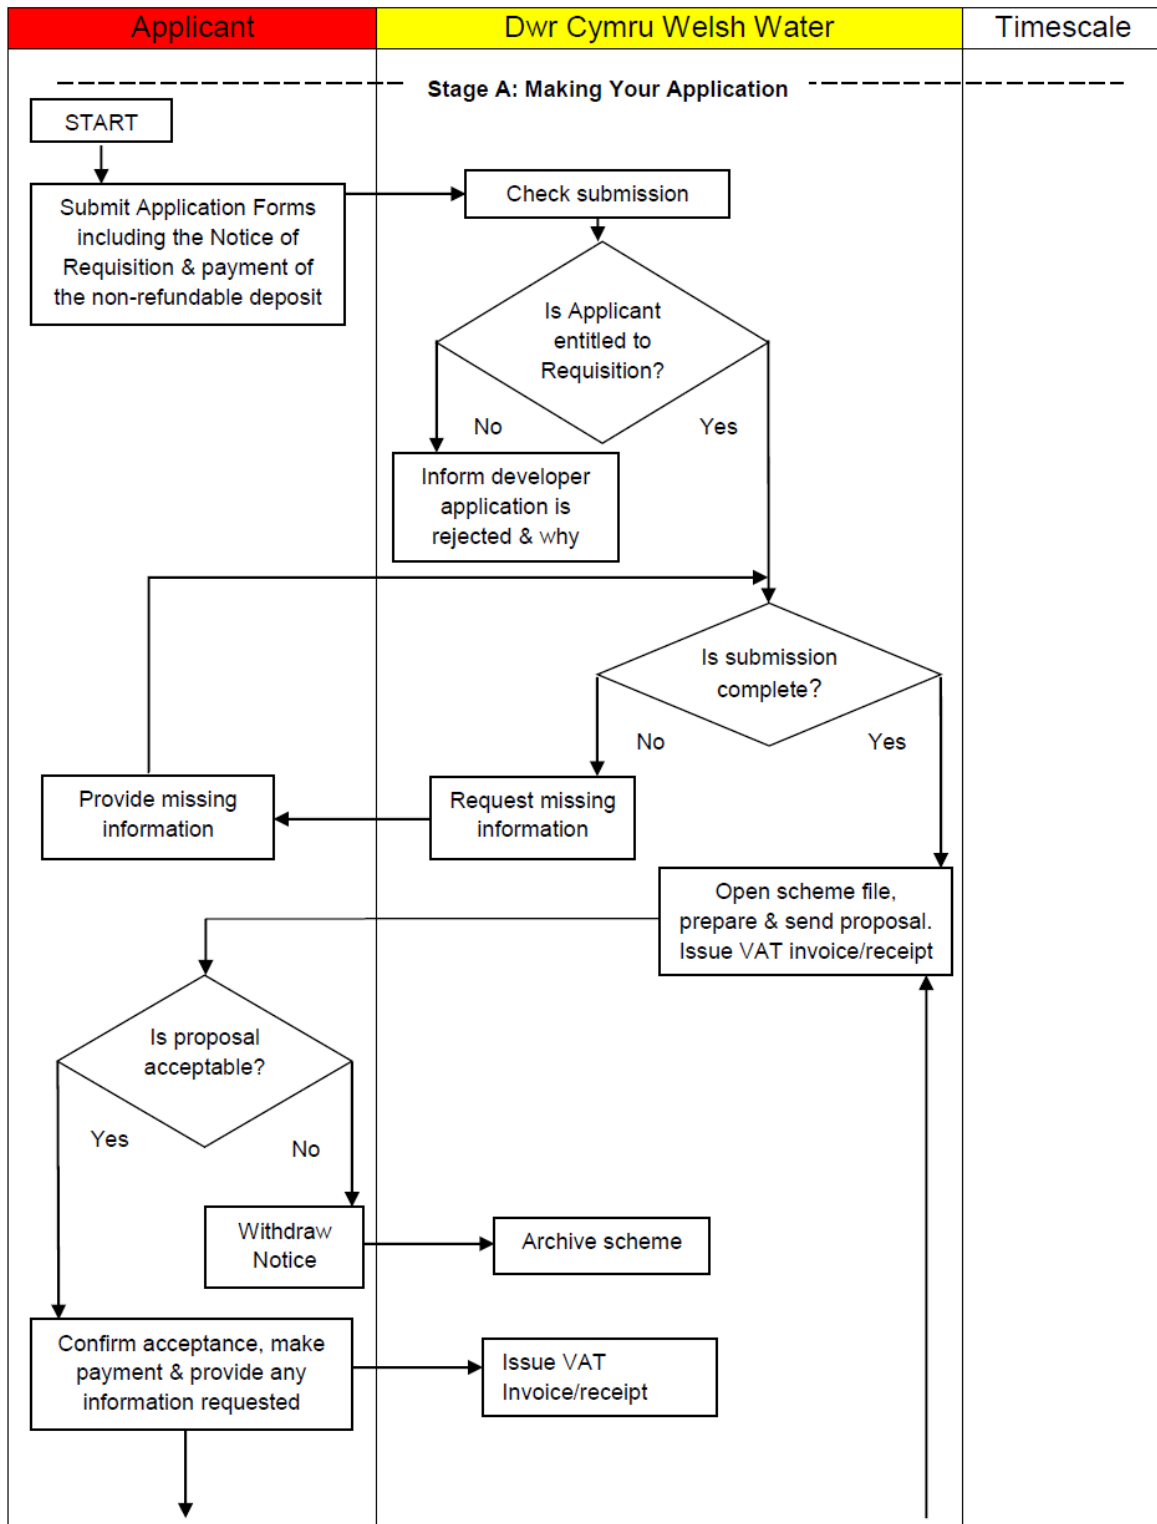 Applicant
Dwr Cymru Welsh Water
Timescale
Stage A: Making Your Application
START
Submit Application Forms
including the Notice of
Requisition & payment of
the non-refundable deposit
Check submission
Is Applicant
entitled to
Requisition?
No
Yes
Inform developer
application is
rejected & why
Is submission
complete?
No
Yes
Provide missing
information
Request missing
information
Open scheme file,
prepare & send proposal.
Issue VAT invoice/receipt
Is proposal
acceptable?
Yes
No
Withdraw
Notice
Archive scheme
Confirm acceptance, make
payment & provide any
information requested
Issue VAT
Invoice/receipt